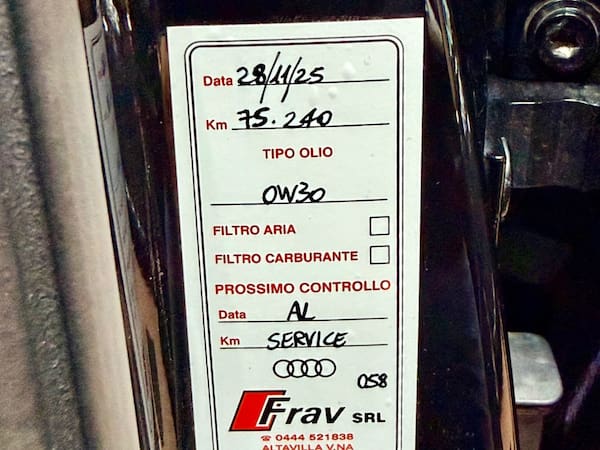 Data 28/11/25
Km 75.240
TIPO OLIO
0W30
FILTRO ARIA
FILTRO CARBURANTE
PROSSIMO CONTROLLO
Data AL
Km SERVICE
058
Frav SRL
☎ 0444 521838
ALTAVILLA V.NA